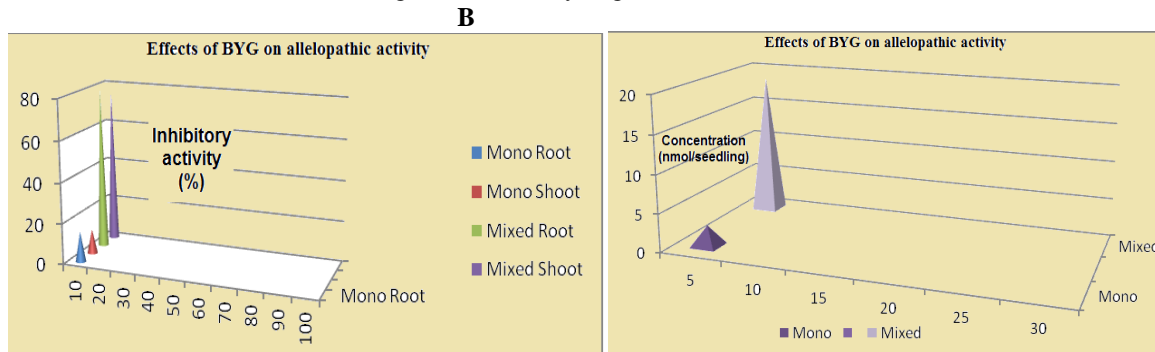 B
Effects of BYG on allelopathic activity
80
60
40
20
0
Inhibitory
activity
(%)
10
20
30
40
50
60
70
80
90
100
Mono Root
Mono Root
Mono Shoot
Mixed Root
Mixed Shoot
Effects of BYG on allelopathic activity
20
15
10
5
0
Concentration
(nmol/seedling)
5
10
15
20
25
30
Mixed
Mono
Mono
Mixed